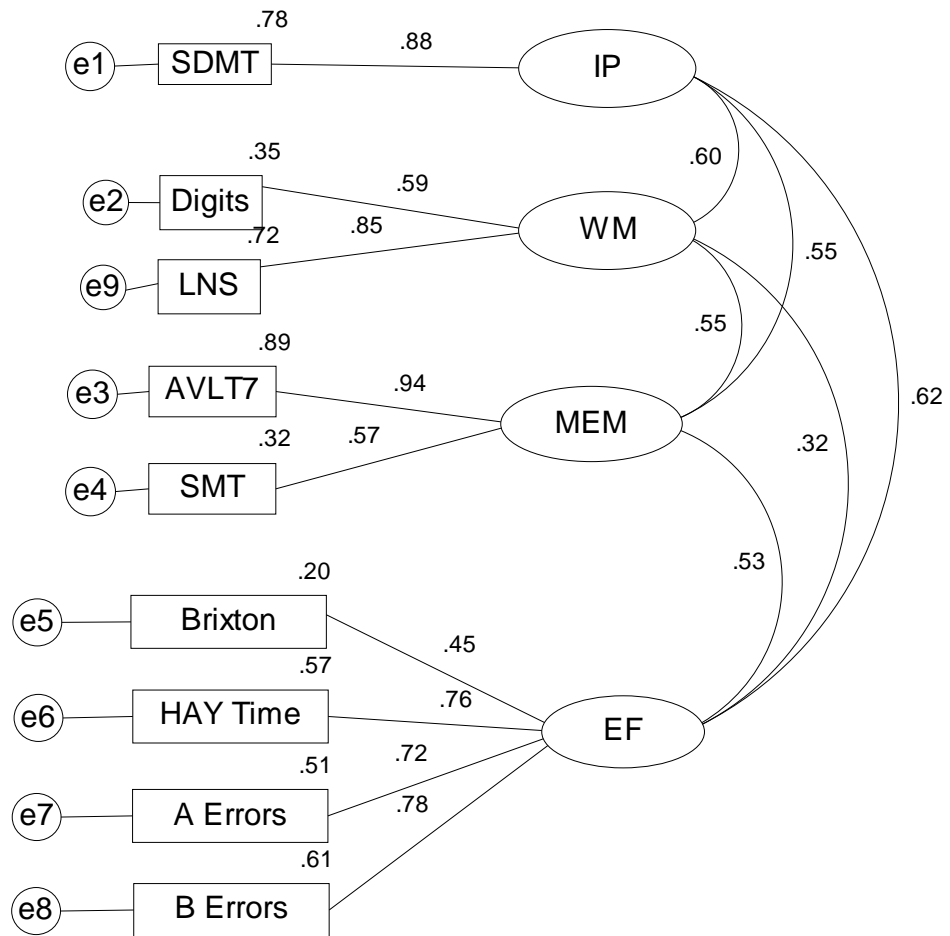 .78
e1 SDMT .88 IP
.60
.35
e2 Digits .59 WM
.72 .85
e9 LNS
.55
.55
.89
e3 AVLT7 .94 MEM
.62
.32 .57
.32
e4 SMT
.53
.20
e5 Brixton
.45
.57
e6 HAY Time .76 EF
.72
.51
e7 A Errors .78
.61
e8 B Errors